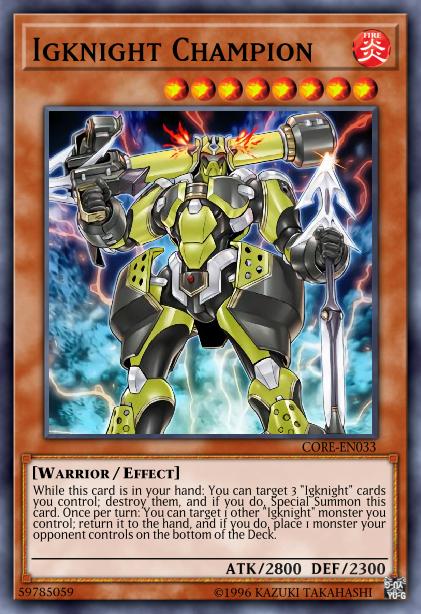 IGKNIGHT CHAMPION
FIRE
炎
CORE-EN033
[WARRIOR / EFFECT]
While this card is in your hand: You can target 3 "Igknight" cards
you control; destroy them, and if you do, Special Summon this
card. Once per turn: You can target 1 other "Igknight" monster you
control; return it to the hand, and if you do, place 1 monster your
opponent controls on the bottom of the Deck.
ATK/2800 DEF/2300
59785059
©1996 KAZUKI TAKAHASHI